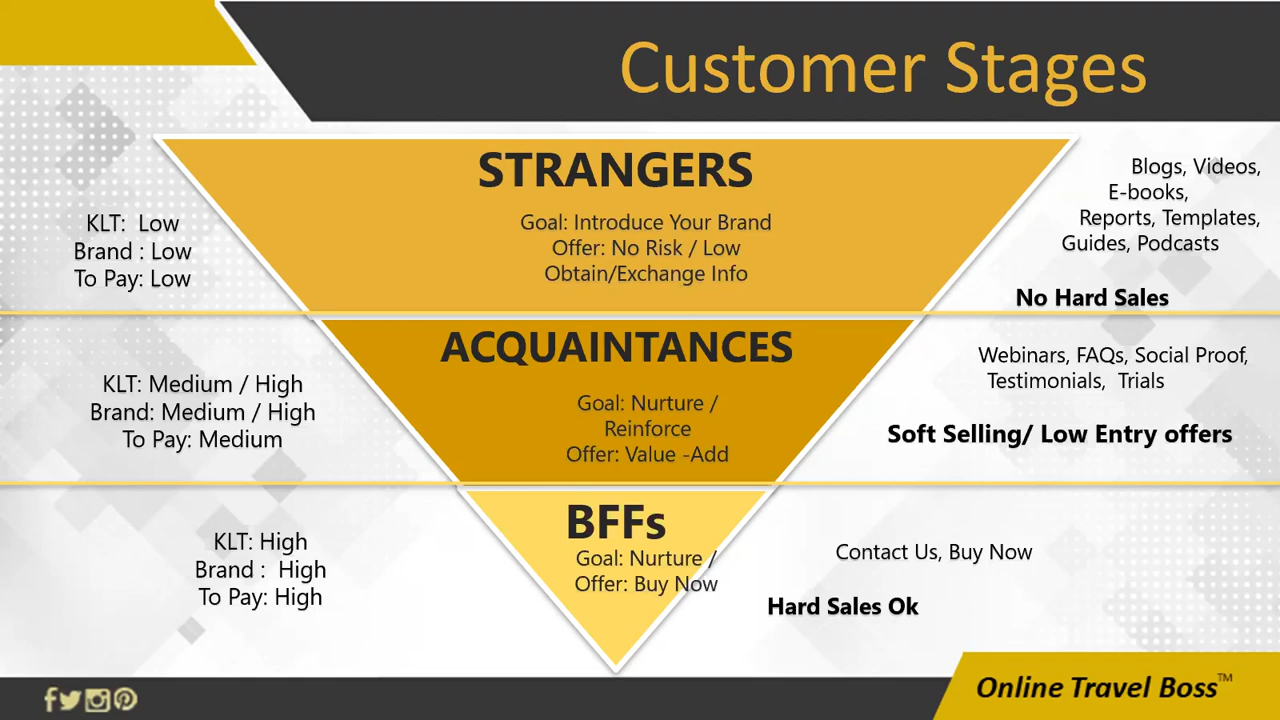 Customer Stages
STRANGERS
Goal: Introduce Your Brand
Offer: No Risk / Low
Obtain/Exchange Info
KLT: Low
Brand : Low
To Pay: Low
Blogs, Videos,
E-books,
Reports, Templates,
Guides, Podcasts
No Hard Sales
ACQUAINTANCES
Goal: Nurture /
Reinforce
Offer: Value -Add
KLT: Medium / High
Brand: Medium / High
To Pay: Medium
Webinars, FAQs, Social Proof,
Testimonials, Trials
Soft Selling/ Low Entry offers
BFFs
Goal: Nurture /
Offer: Buy Now
KLT: High
Brand : High
To Pay: High
Contact Us, Buy Now
Hard Sales Ok
Online Travel Boss™